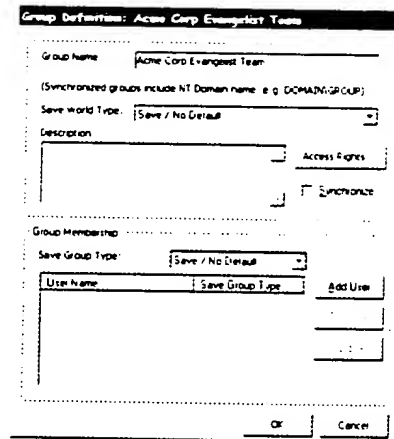 Group Definition: Acme Corp Evangelist Team
Group Name Acme Corp Evangelist Team
(Synchronized groups include NT Domain name e.g. DOMAIN\GROUP)
Save World Type: Save / No Default
Description
Access Rights
Synchronize
Group Membership
Save Group Type: Save / No Default
User Name Save Group Type Add User
OK Cancel